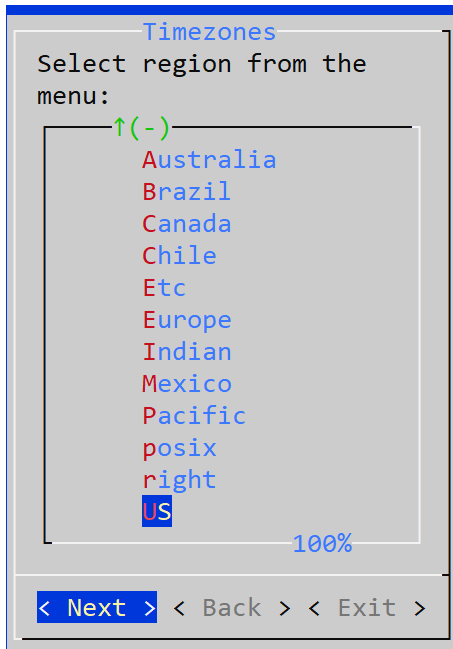 Timezones
Select region from the
menu:
↑(-)
Australia
Brazil
Canada
Chile
Etc
Europe
Indian
Mexico
Pacific
posix
right
US
100%
< Next > < Back > < Exit >